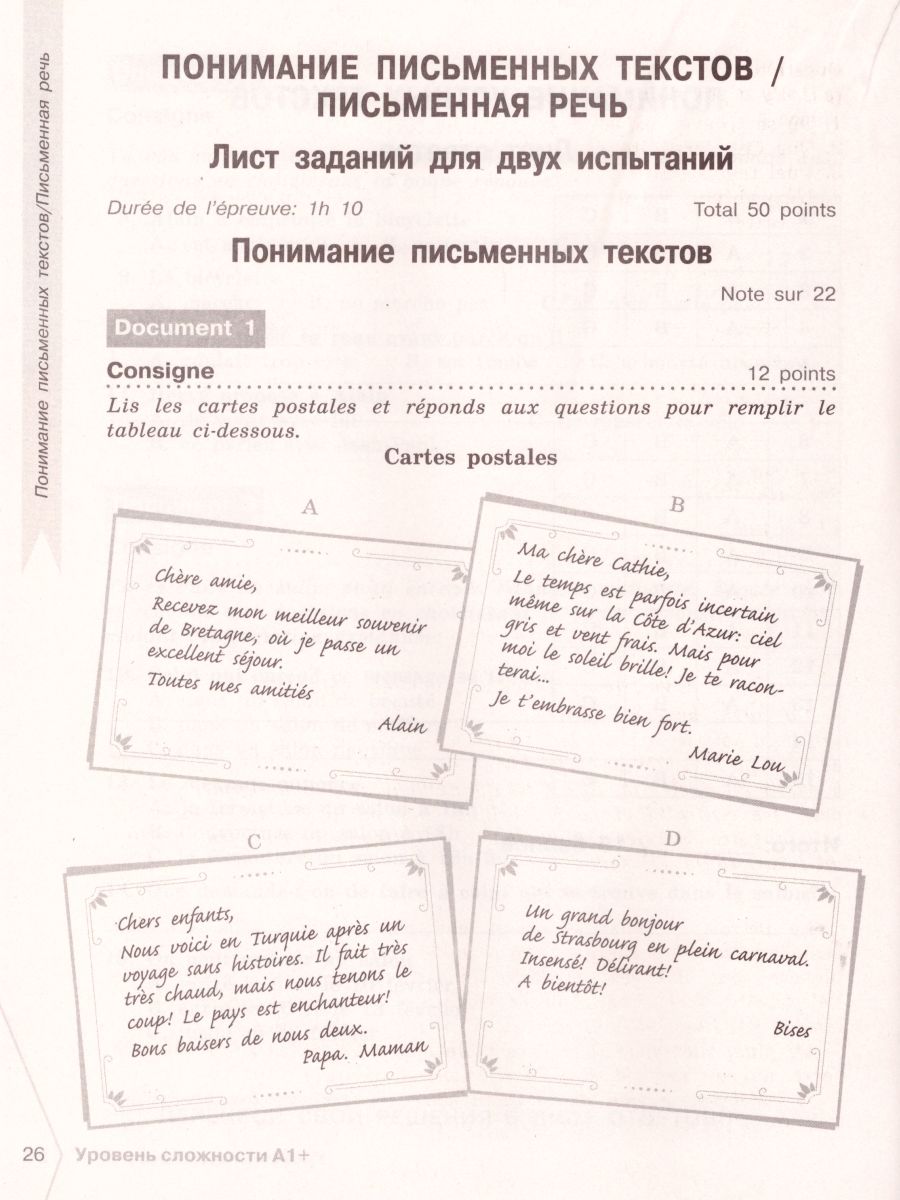 Понимание письменных текстов/Письменная речь
ПОНИМАНИЕ ПИСЬМЕННЫХ ТЕКСТОВ /
ПИСЬМЕННАЯ РЕЧЬ
Лист заданий для двух испытаний
Durée de l'épreuve: 1h 10
Total 50 points
Понимание письменных текстов
Note sur 22
Document 1
Consigne
12 points
Lis les cartes postales et réponds aux questions pour remplir le
tableau ci-dessous.
Cartes postales
A
Chère amie,
Recevez mon meilleur souvenir
de Bretagne, où je passe un
excellent séjour.
Toutes mes amitiés
Alain
B
Ma chère Cathie,
Le temps est parfois incertain
même sur la Côte d'Azur: ciel
gris et vent frais. Mais pour
moi le soleil brille! Je te racon-
terai...
Je t'embrasse bien fort.
Marie Lou
C
Chers enfants,
Nous voici en Turquie après un
voyage sans histoires. Il fait très
très chaud, mais nous tenons le
coup! Le pays est enchanteur!
Bons baisers de nous deux.
Papa. Maman
D
Un grand bonjour
de Strasbourg en plein carnaval.
Insensé! Délirant!
A bientôt!
Bises
26
Уровень сложности А1+